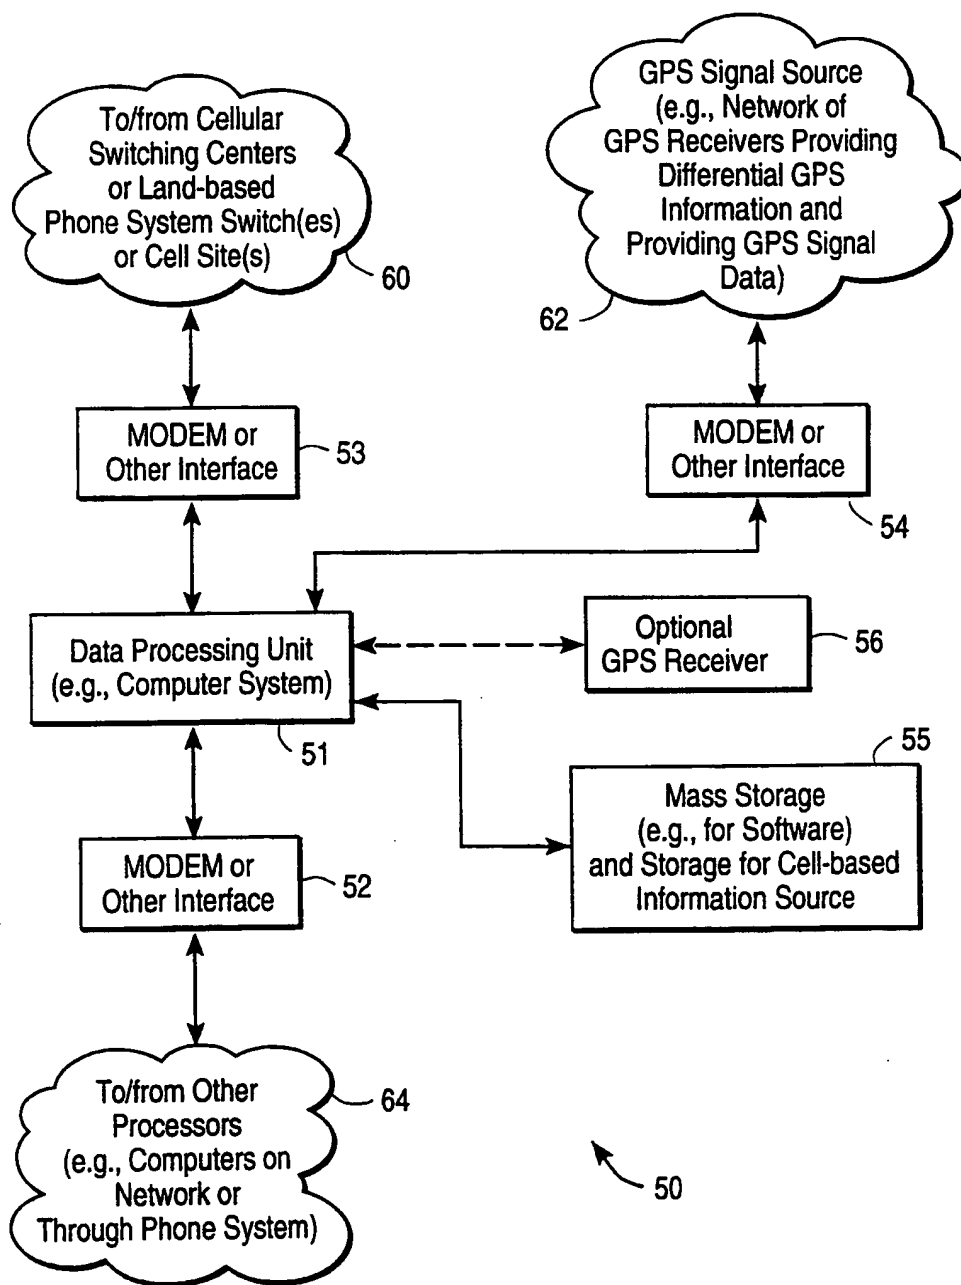 To/from Cellular
Switching Centers
or Land-based
Phone System Switch(es)
or Cell Site(s)
60
GPS Signal Source
(e.g., Network of
GPS Receivers Providing
Differential GPS
Information and
Providing GPS Signal
Data)
62
MODEM or
Other Interface
53
MODEM or
Other Interface
54
Data Processing Unit
(e.g., Computer System)
51
Optional
GPS Receiver
56
55
Mass Storage
(e.g., for Software)
and Storage for Cell-based
Information Source
MODEM or
Other Interface
52
To/from Other
Processors
(e.g., Computers on
Network or
Through Phone System)
64
50